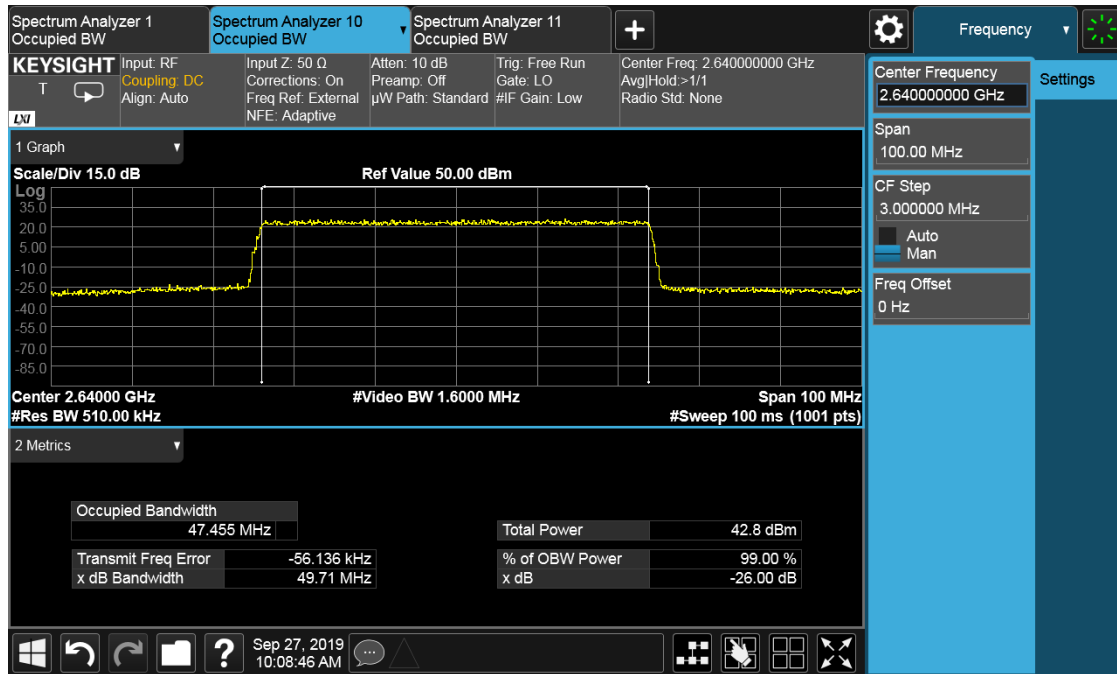 Spectrum Analyzer 1
Occupied BW
Spectrum Analyzer 10
Occupied BW
Spectrum Analyzer 11
Occupied BW
Frequency
KEYSIGHT
T
LXI
Input: RF
Coupling: DC
Align: Auto
Input Z: 50 Ω
Corrections: On
Freq Ref: External
NFE: Adaptive
Atten: 10 dB
Preamp: Off
µW Path: Standard
Trig: Free Run
Gate: LO
#IF Gain: Low
Center Freq: 2.640000000 GHz
Avg|Hold:>1/1
Radio Std: None
Center Frequency
2.640000000 GHz
Settings
Span
100.00 MHz
CF Step
3.000000 MHz
Auto
Man
Freq Offset
0 Hz
1 Graph
Scale/Div 15.0 dB
Ref Value 50.00 dBm
Log
35.0
20.0
5.00
-10.0
-25.0
-40.0
-55.0
-70.0
-85.0
Center 2.64000 GHz
#Video BW 1.6000 MHz
Span 100 MHz
#Res BW 510.00 kHz
#Sweep 100 ms (1001 pts)
2 Metrics
Occupied Bandwidth
47.455 MHz
Total Power 42.8 dBm
Transmit Freq Error -56.136 kHz
% of OBW Power 99.00 %
x dB Bandwidth 49.71 MHz
x dB -26.00 dB
?
Sep 27, 2019
10:08:46 AM